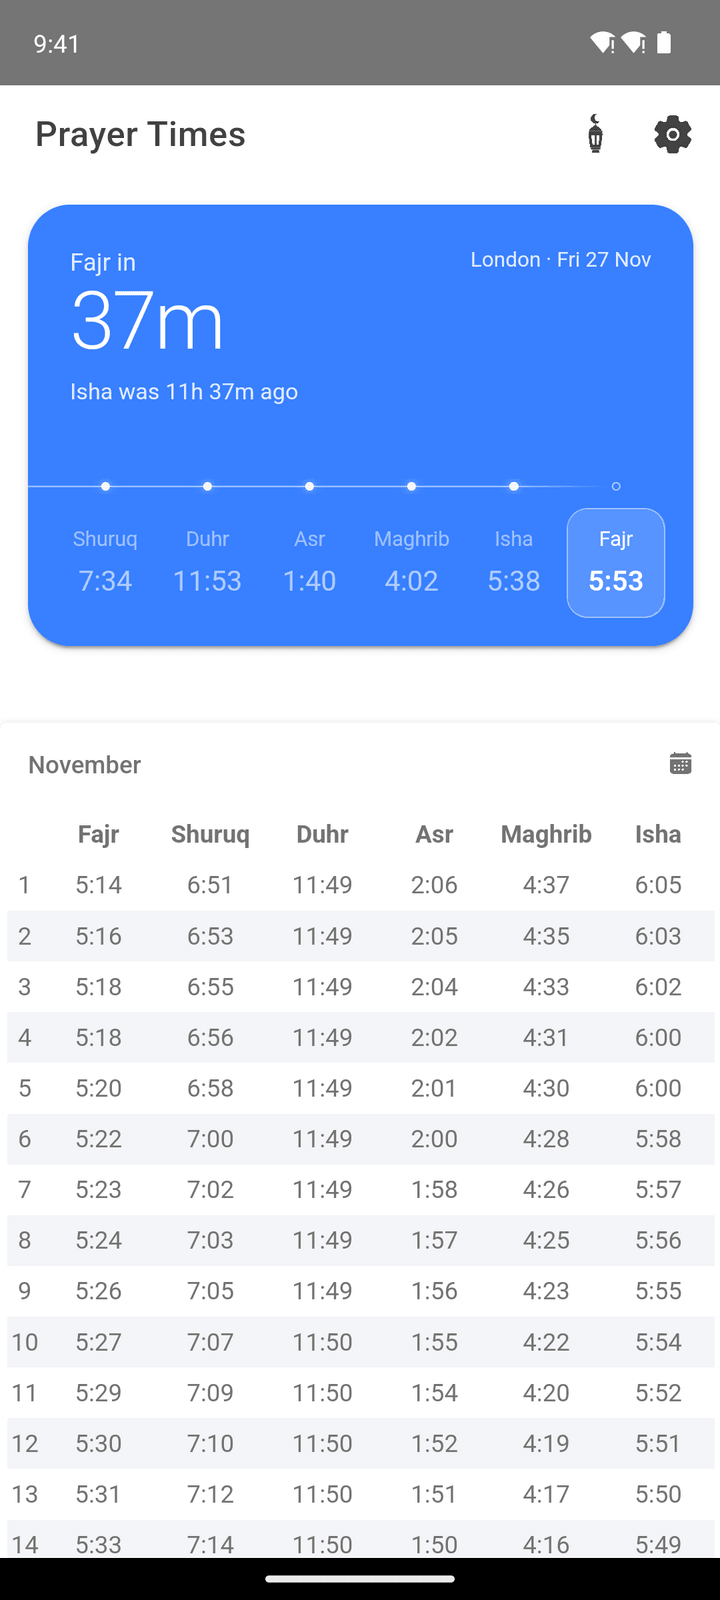 9:41
Prayer Times
Fajr in
London · Fri 27 Nov
37m
Isha was 11h 37m ago
Shuruq Duhr Asr Maghrib Isha Fajr
7:34 11:53 1:40 4:02 5:38 5:53
November
Fajr Shuruq Duhr Asr Maghrib Isha
1 5:14 6:51 11:49 2:06 4:37 6:05
2 5:16 6:53 11:49 2:05 4:35 6:03
3 5:18 6:55 11:49 2:04 4:33 6:02
4 5:18 6:56 11:49 2:02 4:31 6:00
5 5:20 6:58 11:49 2:01 4:30 6:00
6 5:22 7:00 11:49 2:00 4:28 5:58
7 5:23 7:02 11:49 1:58 4:26 5:57
8 5:24 7:03 11:49 1:57 4:25 5:56
9 5:26 7:05 11:49 1:56 4:23 5:55
10 5:27 7:07 11:50 1:55 4:22 5:54
11 5:29 7:09 11:50 1:54 4:20 5:52
12 5:30 7:10 11:50 1:52 4:19 5:51
13 5:31 7:12 11:50 1:51 4:17 5:50
14 5:33 7:14 11:50 1:50 4:16 5:49